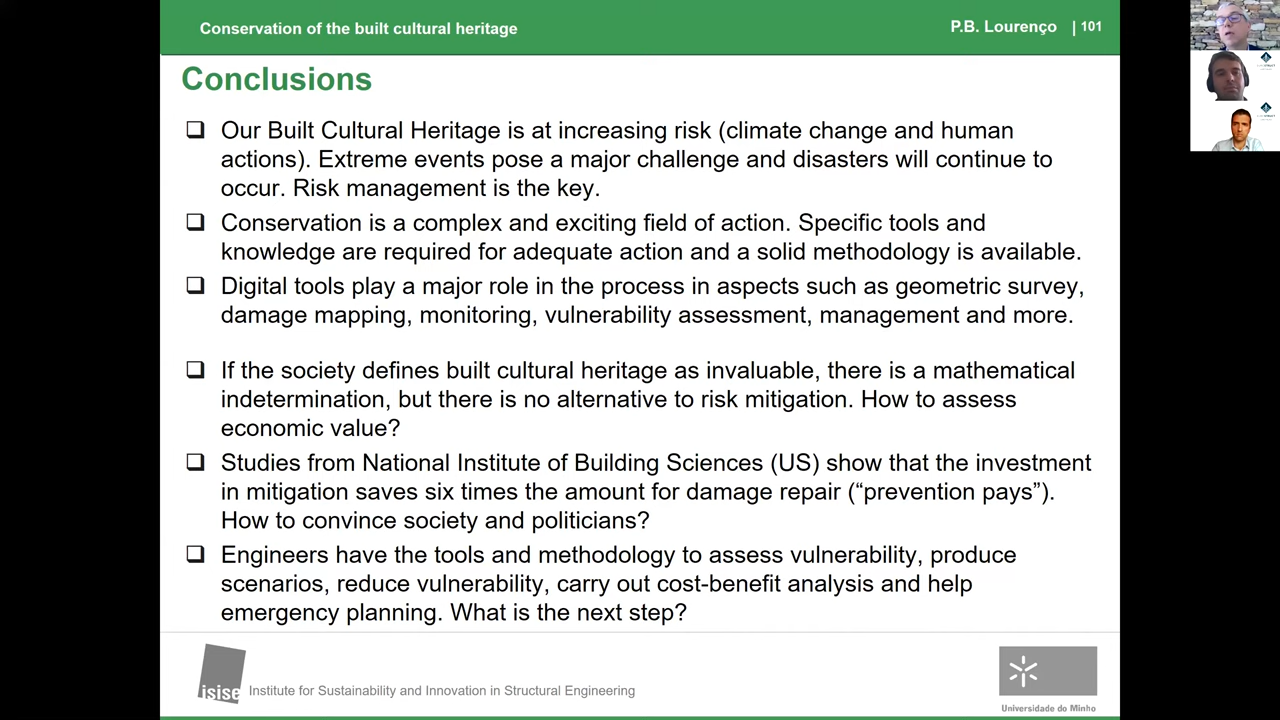 Conservation of the built cultural heritage
P.B. Lourenço | 101
Conclusions
Our Built Cultural Heritage is at increasing risk (climate change and human
actions). Extreme events pose a major challenge and disasters will continue to
occur. Risk management is the key.
Conservation is a complex and exciting field of action. Specific tools and
knowledge are required for adequate action and a solid methodology is available.
Digital tools play a major role in the process in aspects such as geometric survey,
damage mapping, monitoring, vulnerability assessment, management and more.
If the society defines built cultural heritage as invaluable, there is a mathematical
indetermination, but there is no alternative to risk mitigation. How to assess
economic value?
Studies from National Institute of Building Sciences (US) show that the investment
in mitigation saves six times the amount for damage repair (“prevention pays”).
How to convince society and politicians?
Engineers have the tools and methodology to assess vulnerability, produce
scenarios, reduce vulnerability, carry out cost-benefit analysis and help
emergency planning. What is the next step?
isise Institute for Sustainability and Innovation in Structural Engineering
Universidade do Minho